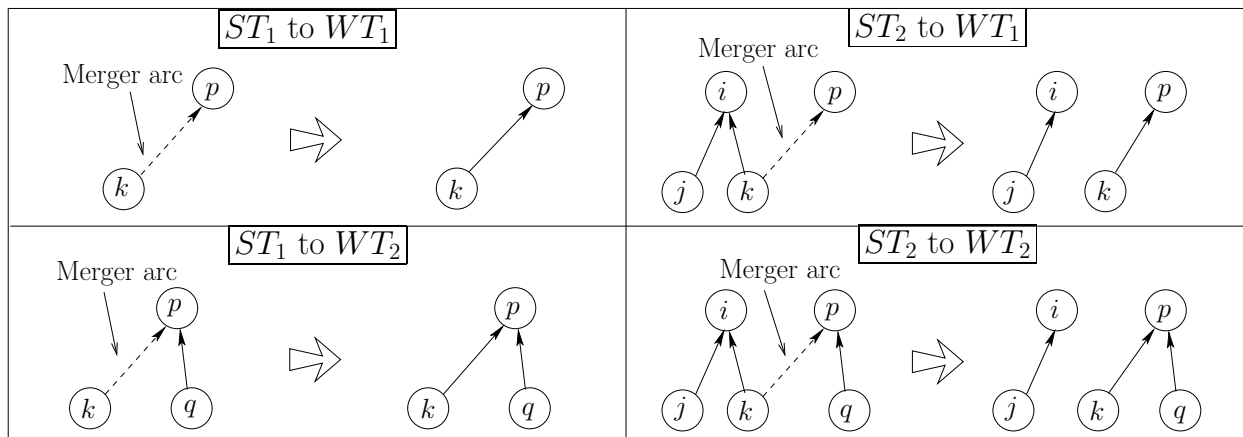 ST₁ to WT₁
Merger arc
p
k
p
k
ST₂ to WT₁
Merger arc
i
p
j
k
i
p
j
k
ST₁ to WT₂
Merger arc
p
k
q
p
k
q
ST₂ to WT₂
Merger arc
i
p
j
k
q
i
p
j
k
q